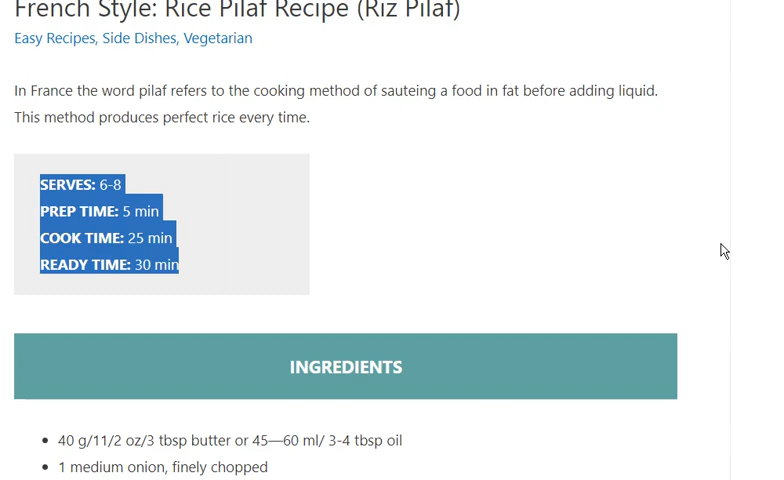 French Style: Rice Pilaf Recipe (Riz Pilaf)
Easy Recipes, Side Dishes, Vegetarian
In France the word pilaf refers to the cooking method of sauteing a food in fat before adding liquid.
This method produces perfect rice every time.
SERVES: 6-8
PREP TIME: 5 min
COOK TIME: 25 min
READY TIME: 30 min
INGREDIENTS
• 40 g/11/2 oz/3 tbsp butter or 45—60 ml/ 3-4 tbsp oil
• 1 medium onion, finely chopped